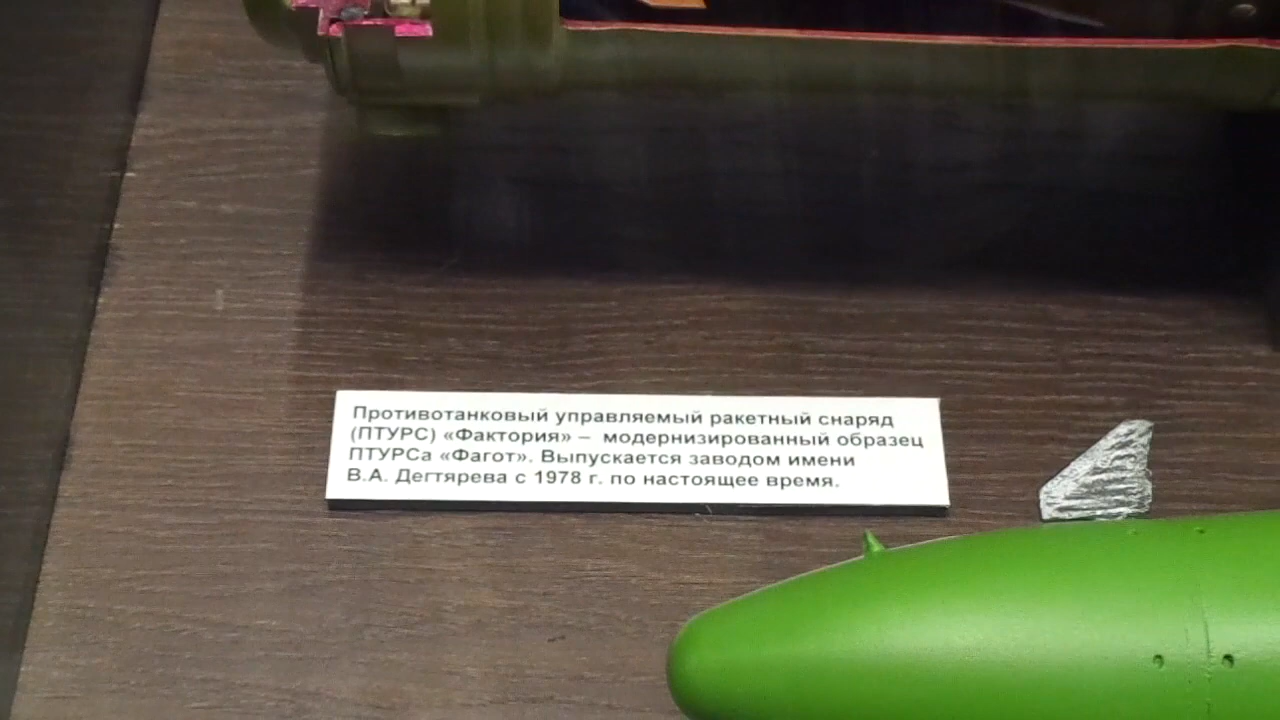 Противотанковый управляемый ракетный снаряд
(ПТУРС) «Фактория» – модернизированный образец
ПТУРСа «Фагот». Выпускается заводом имени
В.А. Дегтярева с 1978 г. по настоящее время.